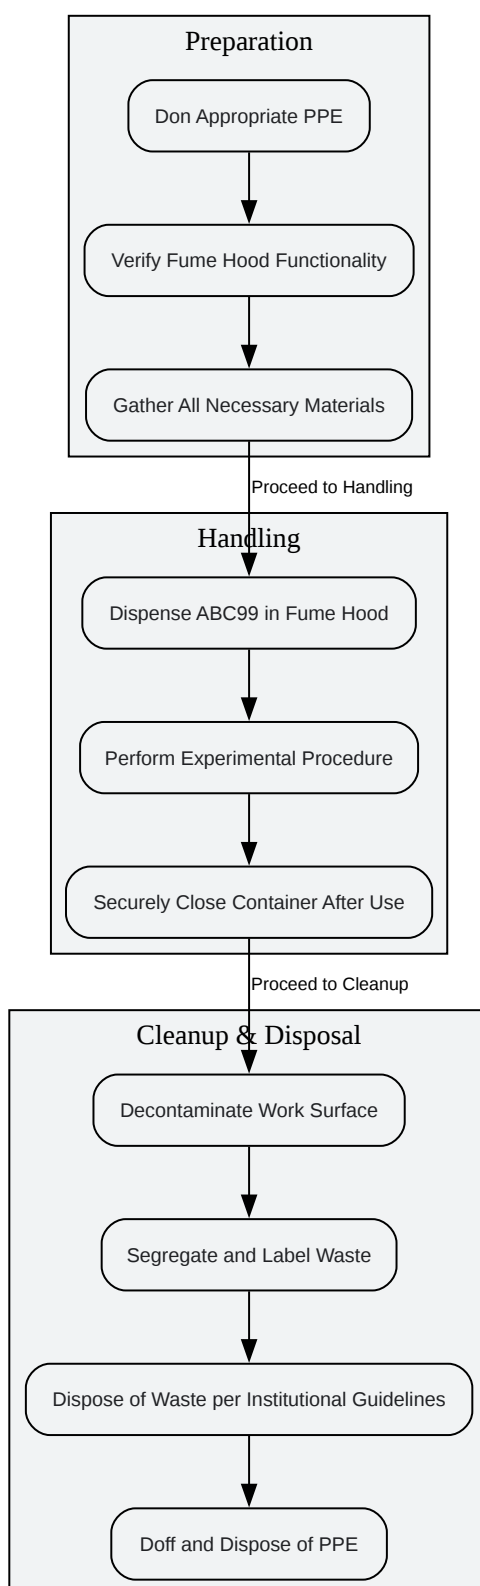 Preparation
Don Appropriate PPE
Verify Fume Hood Functionality
Gather All Necessary Materials
Proceed to Handling
Handling
Dispense ABC99 in Fume Hood
Perform Experimental Procedure
Securely Close Container After Use
Proceed to Cleanup
Cleanup & Disposal
Decontaminate Work Surface
Segregate and Label Waste
Dispose of Waste per Institutional Guidelines
Doff and Dispose of PPE